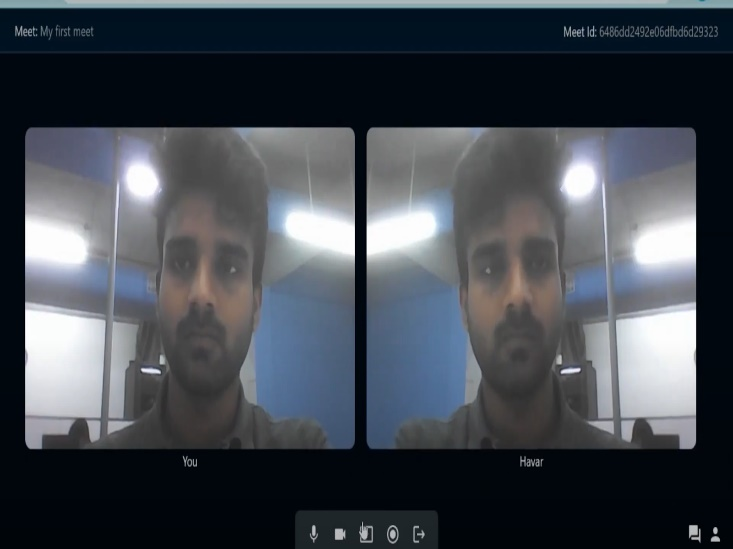 Meet: My first meet
Meet Id: 6486dd2492e06dfbd6d29323
You
Havar